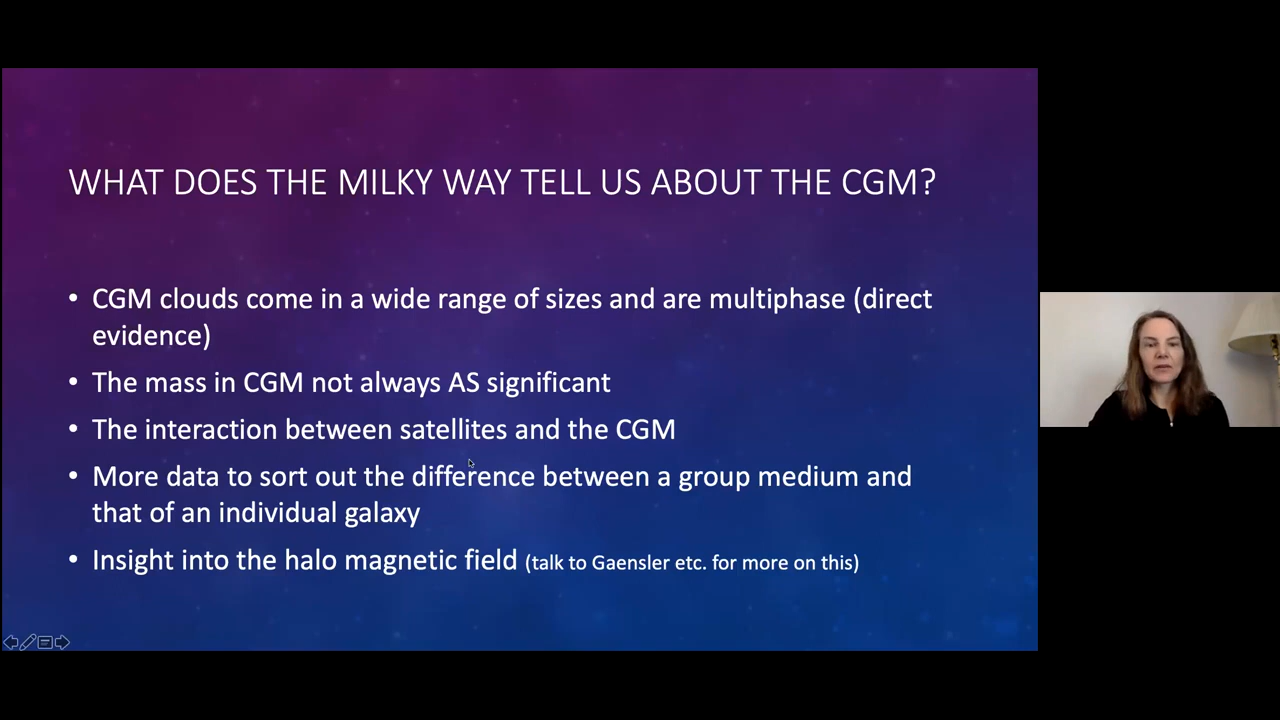 WHAT DOES THE MILKY WAY TELL US ABOUT THE CGM?
• CGM clouds come in a wide range of sizes and are multiphase (direct
evidence)
• The mass in CGM not always AS significant
• The interaction between satellites and the CGM
• More data to sort out the difference between a group medium and
that of an individual galaxy
• Insight into the halo magnetic field (talk to Gaensler etc. for more on this)